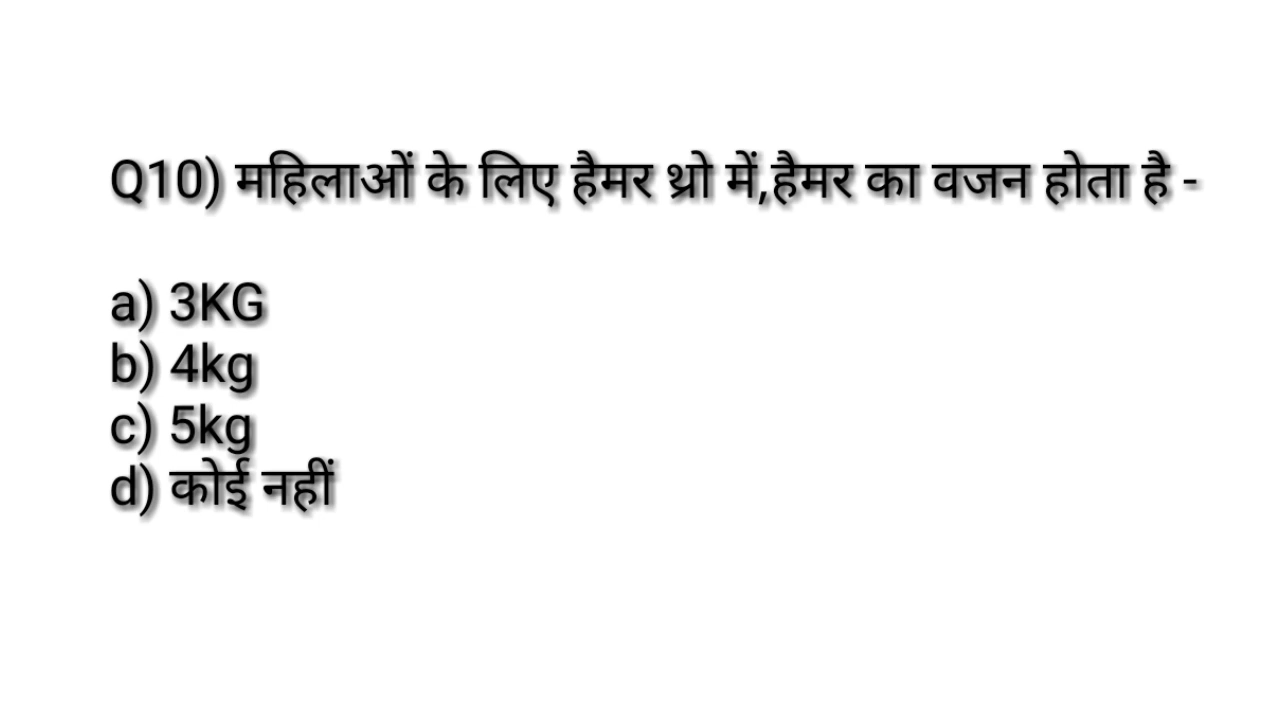 Q10) महिलाओं के लिए हैमर थ्रो में,हैमर का वजन होता है -
a) 3KG
b) 4kg
c) 5kg
d) कोई नहीं